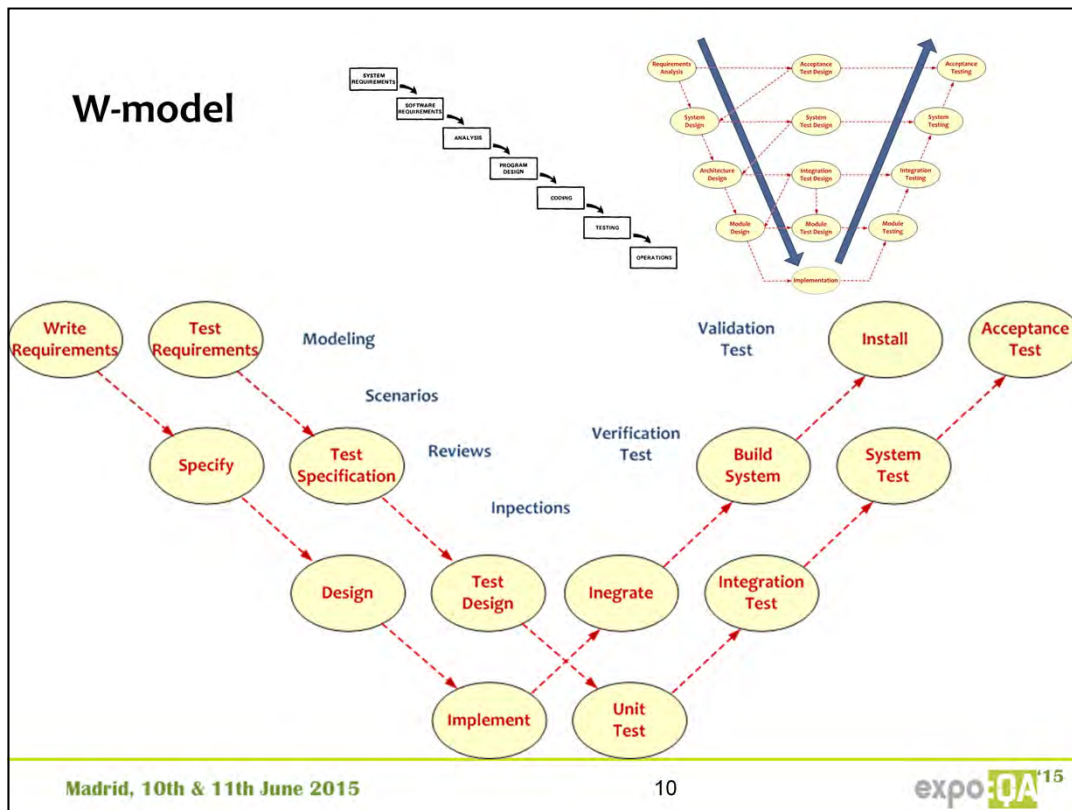 W-model
SYSTEM
REQUIREMENTS
SOFTWARE
REQUIREMENTS
ANALYSIS
PROGRAM
DESIGN
CODING
TESTING
OPERATIONS
Requirements
Analysis
Acceptance
Test Design
Acceptance
Testing
System
Design
System
Test Design
System
Testing
Architecture
Design
Integration
Test Design
Integration
Testing
Module
Design
Module
Test Design
Module
Testing
Implementation
Write
Requirements
Test
Requirements
Modeling
Validation
Test
Install
Acceptance
Test
Scenarios
Specify
Test
Specification
Reviews
Verification
Test
Build
System
System
Test
Inpections
Design
Test
Design
Inegrate
Integration
Test
Implement
Unit
Test
Madrid, 10th & 11th June 2015
10
expo:QA'15